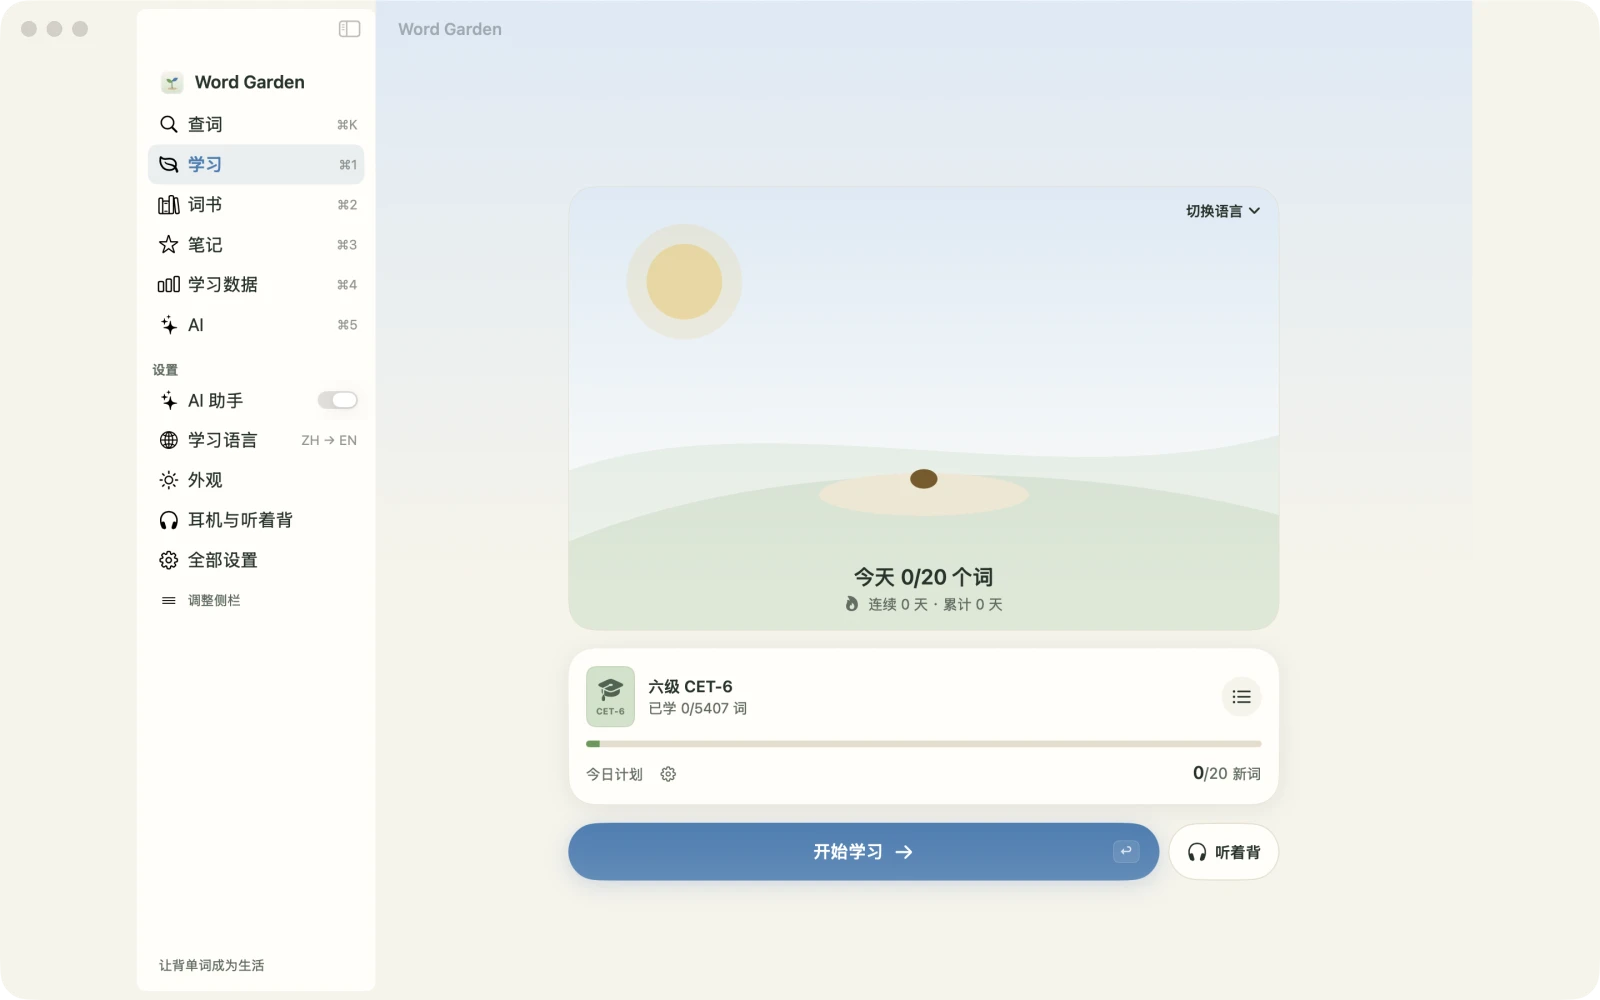 Word Garden
Word Garden
查词 ⌘K
学习 ⌘1
词书 ⌘2
笔记 ⌘3
学习数据 ⌘4
AI ⌘5
设置
AI 助手
学习语言 ZH → EN
外观
耳机与听着背
全部设置
调整侧栏
让背单词成为生活
切换语言
今天 0/20 个词
连续 0 天 · 累计 0 天
CET-6
六级 CET-6
已学 0/5407 词
今日计划
0/20 新词
开始学习 →
听着背